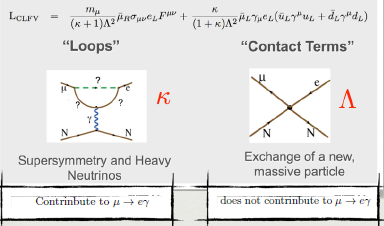 L_CLFV = m_μ / (κ+1)Λ² μ̄_R σ_μν e_L F^μν + κ / (1+κ)Λ² μ̄_L γ_μ e_L (ū_L γ^μ u_L + d̄_L γ^μ d_L)
“Loops”
“Contact Terms”
?
μ e
? ?
γ
N N
κ
μ e
N N
Λ
Supersymmetry and Heavy
Neutrinos
Exchange of a new,
massive particle
Contribute to μ → eγ
does not contribute to μ → eγ